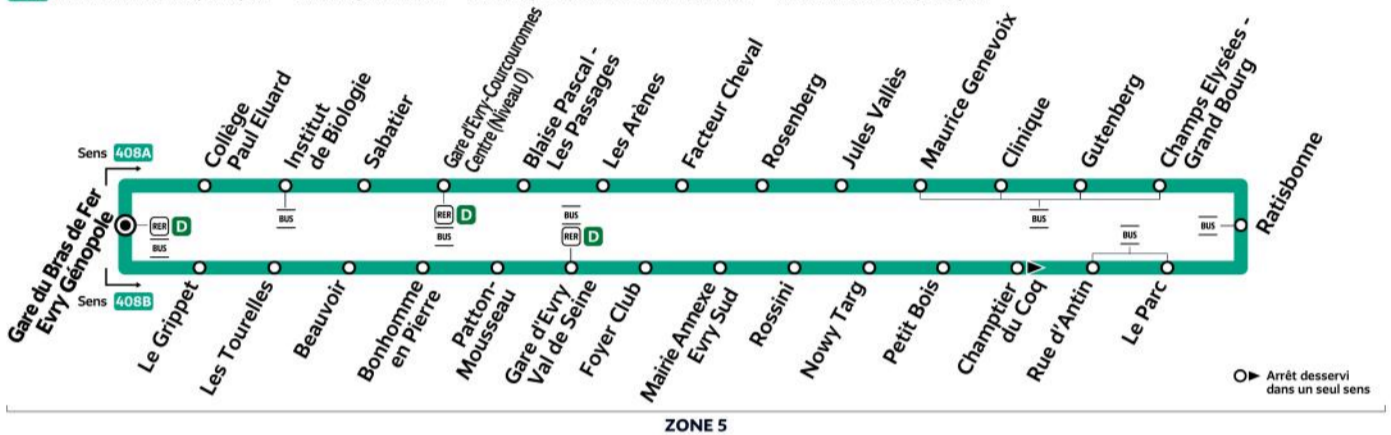 Sens 408A
Collège
Paul Eluard
Institut
de Biologie
Sabatier
Gare d'Evry-Courcouronnes
Centre (Niveau 0)
Blaise Pascal -
Les Passages
Les Arènes
Facteur Cheval
Rosenberg
Jules Vallès
Maurice Genevoix
Clinique
Gutenberg
Champs Elysées -
Grand Bourg
Ratisbonne
BUS
RER D
BUS
BUS
BUS
Gare du Bras de Fer
Evry Génopole
RER D
BUS
BUS
RER D
BUS
Sens 408B
Le Grippet
Les Tourelles
Beauvoir
Bonhomme
en Pierre
Patton-
Mousseau
Gare d'Evry
Val de Seine
Foyer Club
Mairie Annexe
Evry Sud
Rossini
Nowy Targ
Petit Bois
Champtier
du Coq
Rue d'Antin
Le Parc
Arrêt desservi
dans un seul sens
ZONE 5